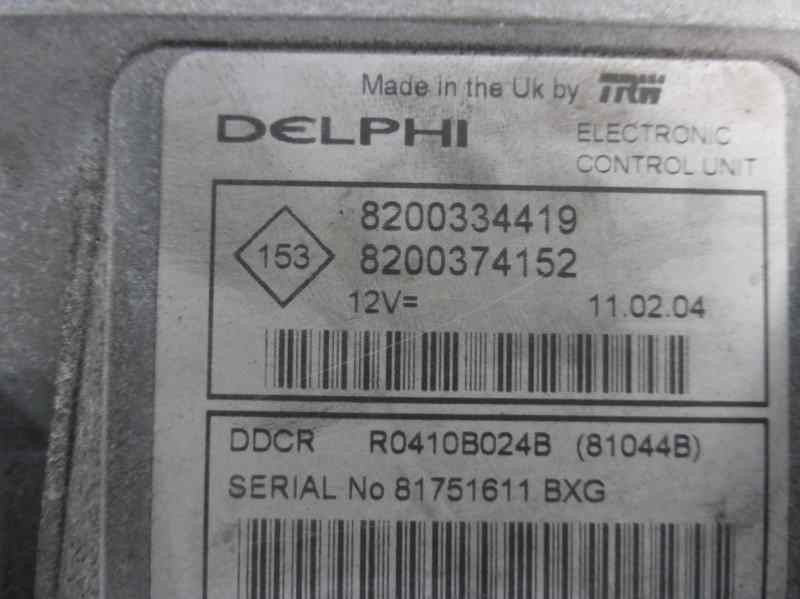 Made in the Uk by TRW
DELPHI
ELECTRONIC
CONTROL UNIT
153
8200334419
8200374152
12V=
11.02.04
DDCR R0410B024B (81044B)
SERIAL No 81751611 BXG